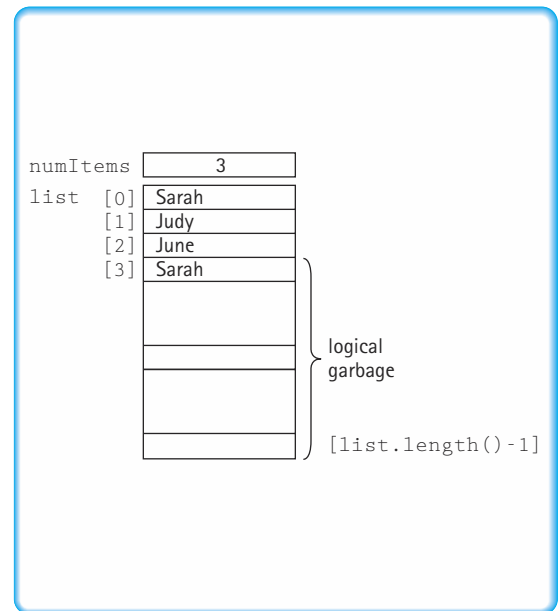 numItems 3
list [0] Sarah
[1] Judy
[2] June
[3] Sarah
logical
garbage
[list.length()-1]